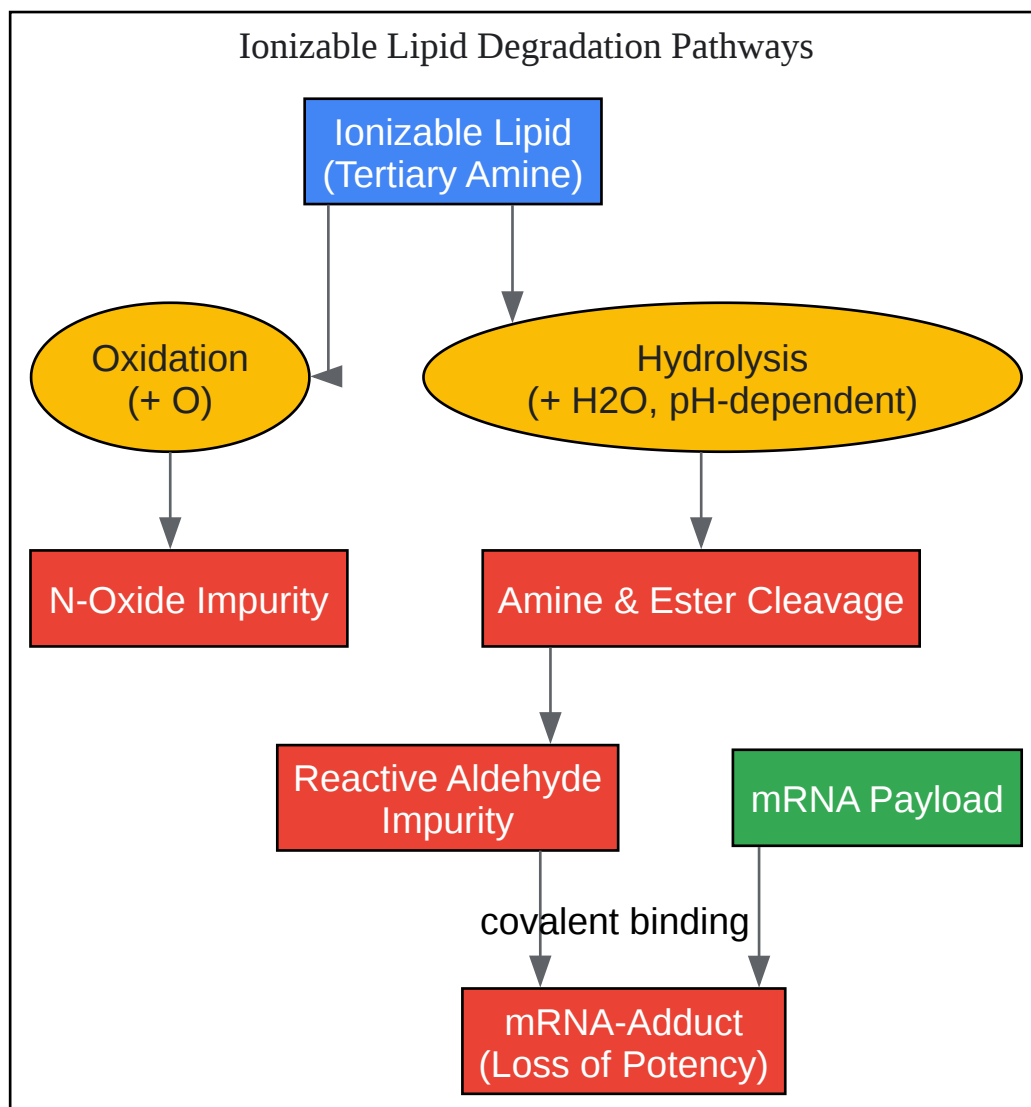 Ionizable Lipid Degradation Pathways
Ionizable Lipid
(Tertiary Amine)
Oxidation
(+ O)
Hydrolysis
(+ H2O, pH-dependent)
N-Oxide Impurity
Amine & Ester Cleavage
Reactive Aldehyde
Impurity
mRNA Payload
covalent binding
mRNA-Adduct
(Loss of Potency)